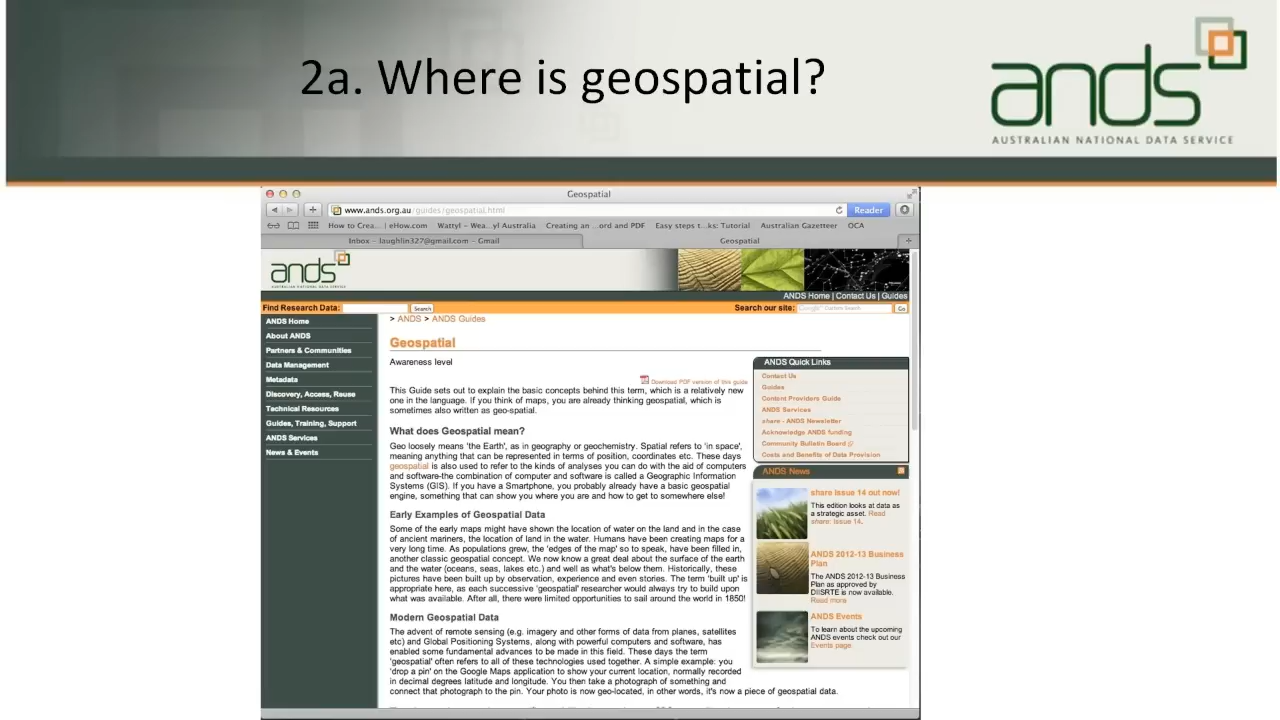 2a. Where is geospatial?
ands
AUSTRALIAN NATIONAL DATA SERVICE
Geospatial
www.ands.org.au/guides/geospatial.html
Reader
How to Crea... | eHow.com
Wattyl – Wea...yl Australia
Creating an ...ord and PDF
Easy steps t...ks: Tutorial
Australian Gazetteer
OCA
Inbox – laughlin327@gmail.com – Gmail
Geospatial
ands
ANDS Home | Contact Us | Guides
Find Research Data:
Search
Search our site:
Google™ Custom Search
Go
ANDS Home
About ANDS
Partners & Communities
Data Management
Metadata
Discovery, Access, Reuse
Technical Resources
Guides, Training, Support
ANDS Services
News & Events
> ANDS > ANDS Guides
Geospatial
Awareness level
Download PDF version of this guide
This Guide sets out to explain the basic concepts behind this term, which is a relatively new
one in the language. If you think of maps, you are already thinking geospatial, which is
sometimes also written as geo-spatial.
What does Geospatial mean?
Geo loosely means 'the Earth', as in geography or geochemistry. Spatial refers to 'in space',
meaning anything that can be represented in terms of position, coordinates etc. These days
geospatial is also used to refer to the kinds of analyses you can do with the aid of computers
and software-the combination of computer and software is called a Geographic Information
Systems (GIS). If you have a Smartphone, you probably already have a basic geospatial
engine, something that can show you where you are and how to get to somewhere else!
Early Examples of Geospatial Data
Some of the early maps might have shown the location of water on the land and in the case
of ancient mariners, the location of land in the water. Humans have been creating maps for a
very long time. As populations grew, the 'edges of the map' so to speak, have been filled in,
another classic geospatial concept. We now know a great deal about the surface of the earth
and the water (oceans, seas, lakes etc.) and well as what's below them. Historically, these
pictures have been built up by observation, experience and even stories. The term 'built up' is
appropriate here, as each successive 'geospatial' researcher would always try to build upon
what was available. After all, there were limited opportunities to sail around the world in 1850!
Modern Geospatial Data
The advent of remote sensing (e.g. imagery and other forms of data from planes, satellites
etc) and Global Positioning Systems, along with powerful computers and software, has
enabled some fundamental advances to be made in this field. These days the term
'geospatial' often refers to all of these technologies used together. A simple example: you
'drop a pin' on the Google Maps application to show your current location, normally recorded
in decimal degrees latitude and longitude. You then take a photograph of something and
connect that photograph to the pin. Your photo is now geo-located, in other words, it's now a piece of geospatial data.
ANDS Quick Links
Contact Us
Guides
Content Providers Guide
ANDS Services
share - ANDS Newsletter
Acknowledge ANDS funding
Community Bulletin Board
Costs and Benefits of Data Provision
ANDS News
share Issue 14 out now!
This edition looks at data as
a strategic asset. Read
share: Issue 14.
ANDS 2012-13 Business
Plan
The ANDS 2012-13 Business
Plan as approved by
DIISRTE is now available.
Read more
ANDS Events
To learn about the upcoming
ANDS events check out our
Events page